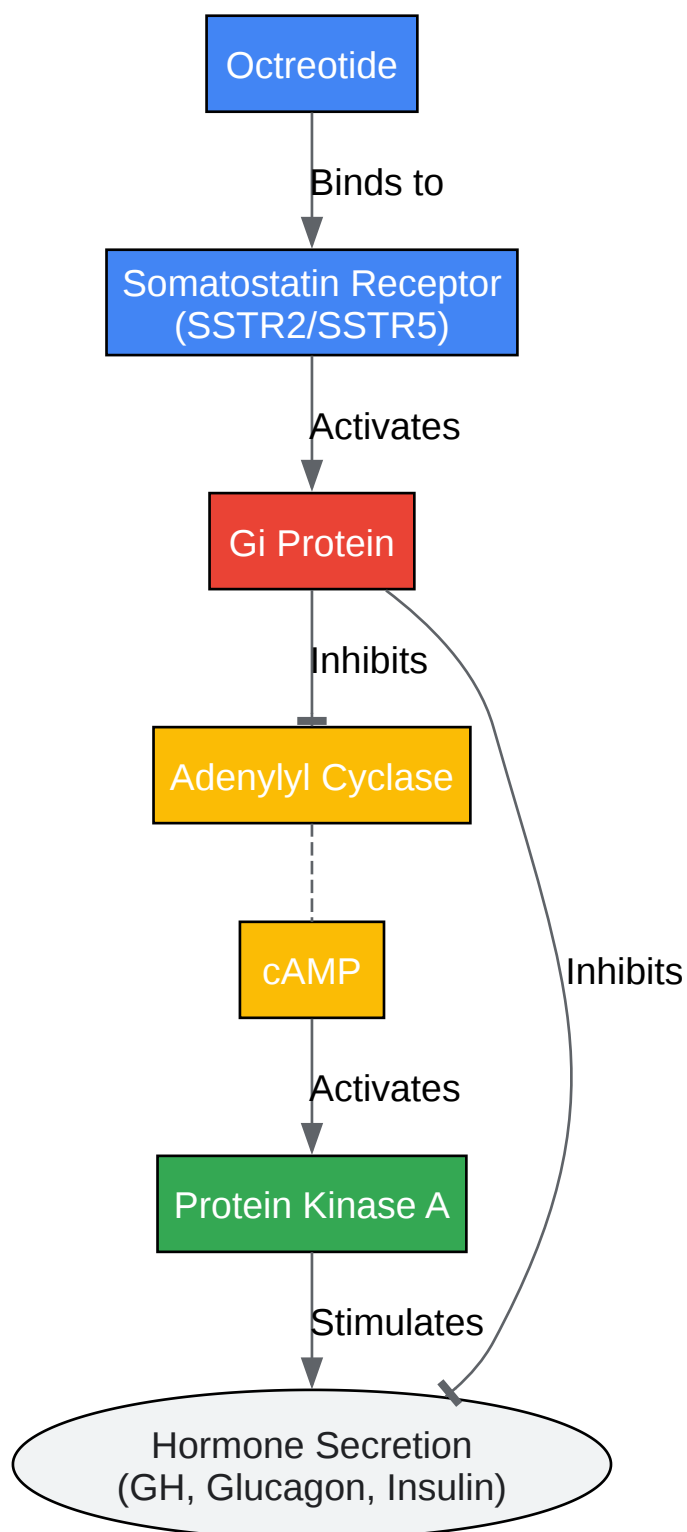 Octreotide
Binds to
Somatostatin Receptor
(SSTR2/SSTR5)
Activates
Gi Protein
Inhibits
Adenylyl Cyclase
cAMP
Inhibits
Activates
Protein Kinase A
Stimulates
Hormone Secretion
(GH, Glucagon, Insulin)